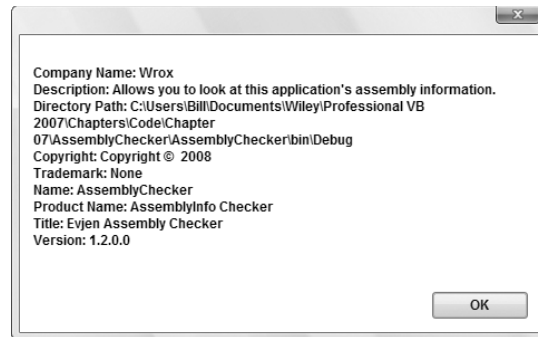 Company Name: Wrox
Description: Allows you to look at this application's assembly information.
Directory Path: C:\Users\Bill\Documents\Wiley\Professional VB
2007\Chapters\Code\Chapter
07\AssemblyChecker\AssemblyChecker\bin\Debug
Copyright: Copyright © 2008
Trademark: None
Name: AssemblyChecker
Product Name: AssemblyInfo Checker
Title: Evjen Assembly Checker
Version: 1.2.0.0
OK